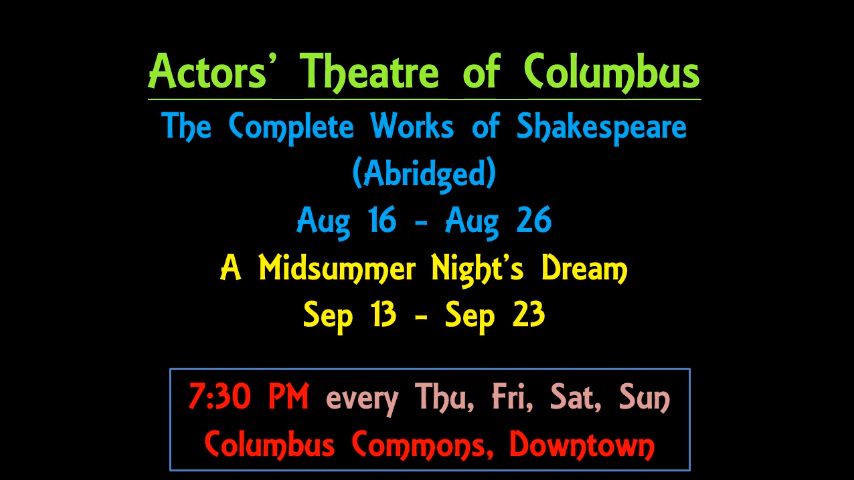 Actors’ Theatre of Columbus
The Complete Works of Shakespeare
(Abridged)
Aug 16 - Aug 26
A Midsummer Night’s Dream
Sep 13 - Sep 23
7:30 PM every Thu, Fri, Sat, Sun
Columbus Commons, Downtown